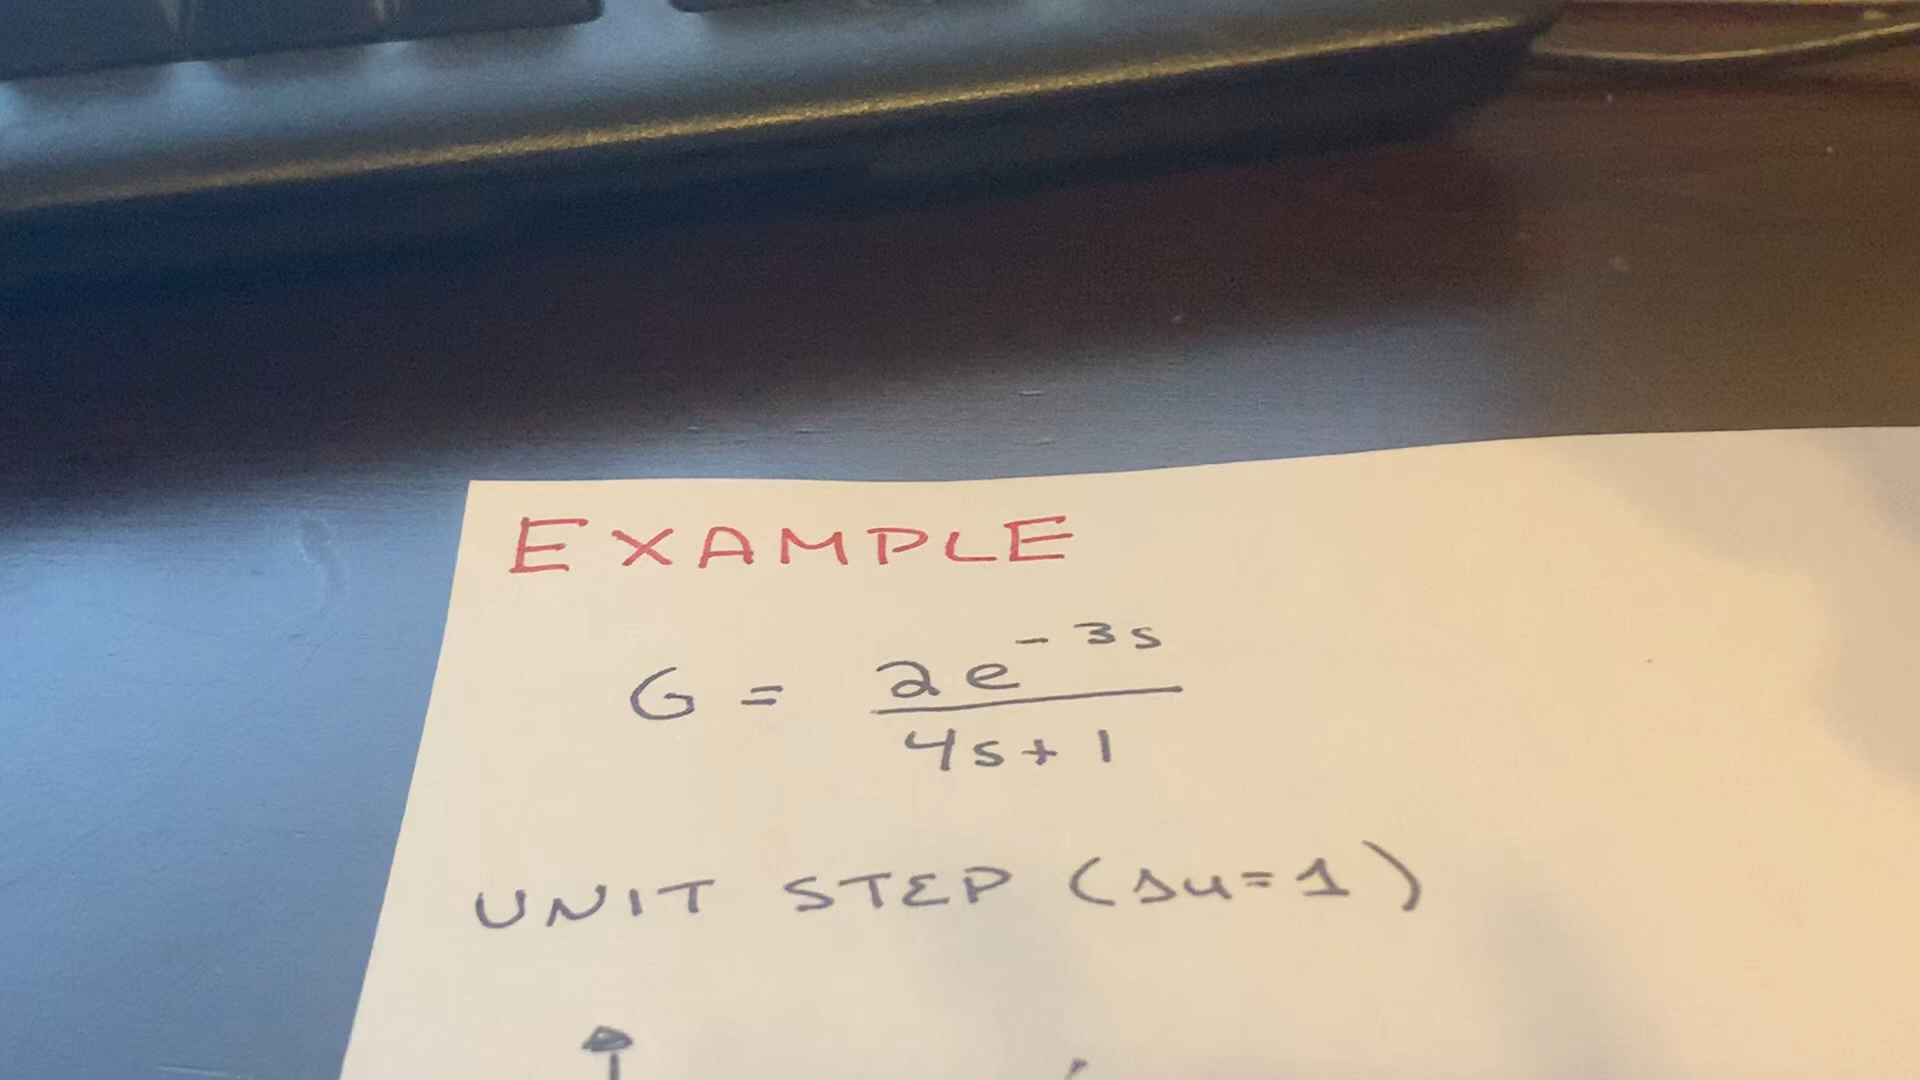 EXAMPLE
G = 2e^-3s / 4s+1
UNIT STEP (Δu=1)